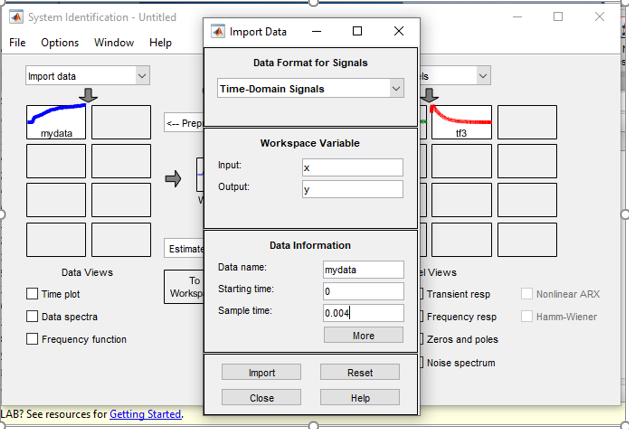 System Identification - Untitled
File Options Window Help
Import data
mydata
<-- Prep
Estimate
To
Worksp
Data Views
Time plot
Data spectra
Frequency function
Import Data
Data Format for Signals
Time-Domain Signals
Workspace Variable
Input: x
Output: y
Data Information
Data name: mydata
Starting time: 0
Sample time: 0.004
More
Import Reset
Close Help
els
tf3
el Views
Transient resp Nonlinear ARX
Frequency resp Hamm-Wiener
Zeros and poles
Noise spectrum
LAB? See resources for Getting Started.